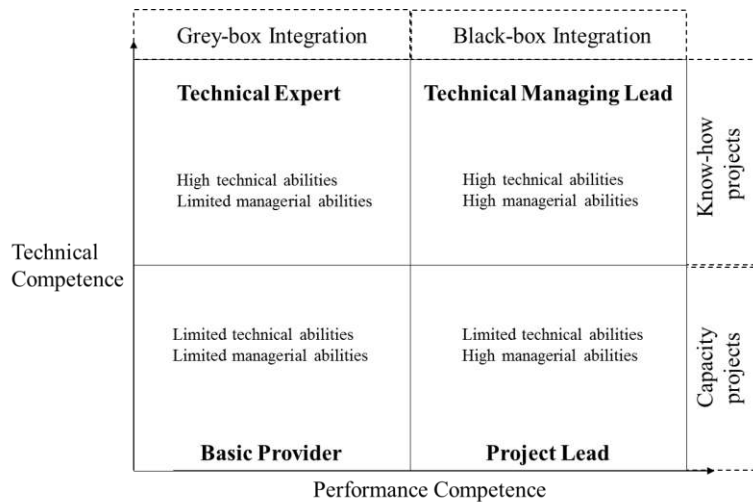 Grey-box Integration
Black-box Integration
Technical Expert
Technical Managing Lead
High technical abilities
Limited managerial abilities
High technical abilities
High managerial abilities
Know-how
projects
Technical
Competence
Limited technical abilities
Limited managerial abilities
Limited technical abilities
High managerial abilities
Capacity
projects
Basic Provider
Project Lead
Performance Competence